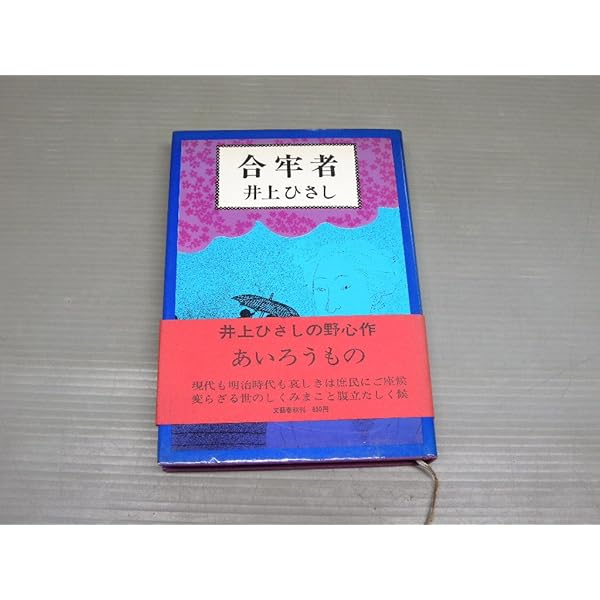 合牢者
井上ひさし
井上ひさしの野心作
あいろうもの
現代も明治時代も哀しきは庶民にご座候
変らざる世のしくみまこと腹立たしく候
文藝春秋刊 830円